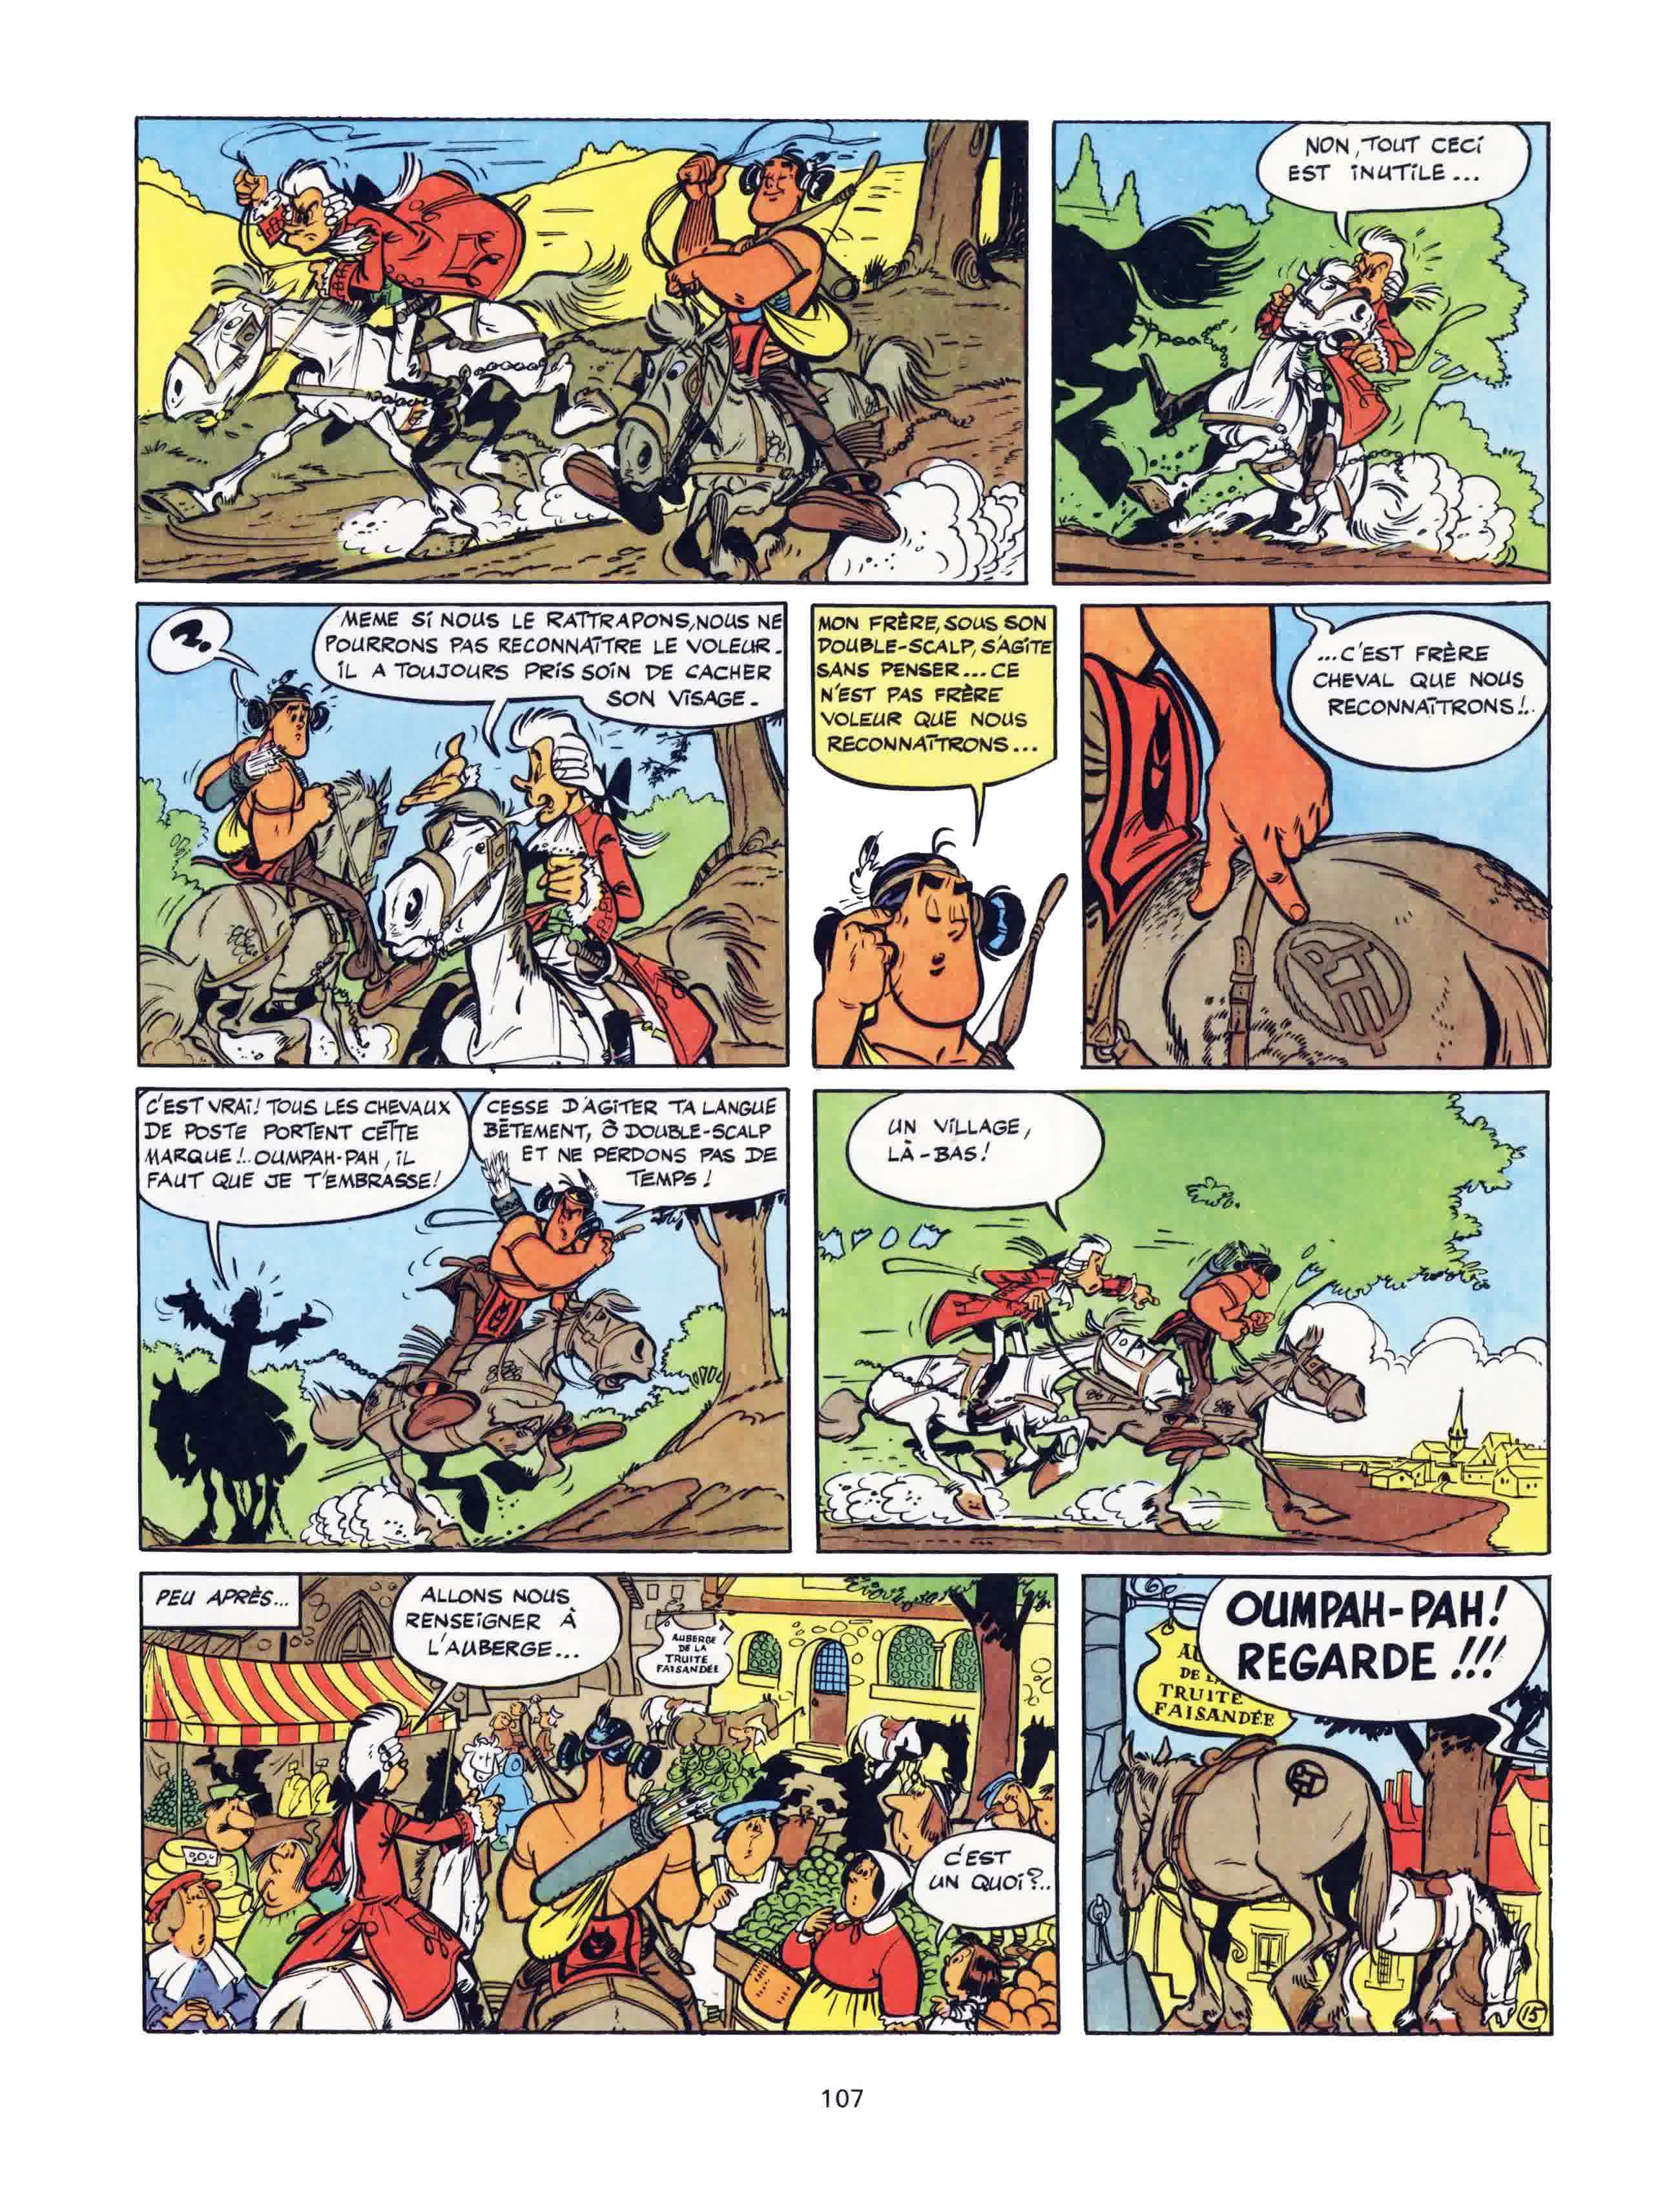 NON, TOUT CECI
EST INUTILE...
?
MEME SI NOUS LE RATTRAPONS, NOUS NE
POURRONS PAS RECONNAÎTRE LE VOLEUR.
IL A TOUJOURS PRIS SOIN DE CACHER
SON VISAGE.
MON FRÈRE, SOUS SON
DOUBLE-SCALP, S'AGITE
SANS PENSER... CE
N'EST PAS FRÈRE
VOLEUR QUE NOUS
RECONNAÎTRONS...
...C'EST FRÈRE
CHEVAL QUE NOUS
RECONNAÎTRONS!..
C'EST VRAI! TOUS LES CHEVAUX
DE POSTE PORTENT CETTE
MARQUE!.. OUMPAH-PAH, IL
FAUT QUE JE T'EMBRASSE!
CESSE D'AGITER TA LANGUE
BÊTEMENT, Ô DOUBLE-SCALP
ET NE PERDONS PAS DE
TEMPS!
UN VILLAGE,
LÀ-BAS!
PEU APRÈS...
ALLONS NOUS
RENSEIGNER À
L'AUBERGE...
AUBERGE
DE LA
TRUITE
FAISANDÉE
C'EST
UN QUOI?..
OUMPAH-PAH!
REGARDE!!!
AU
DE L
TRUITE
FAISANDÉE
15
107